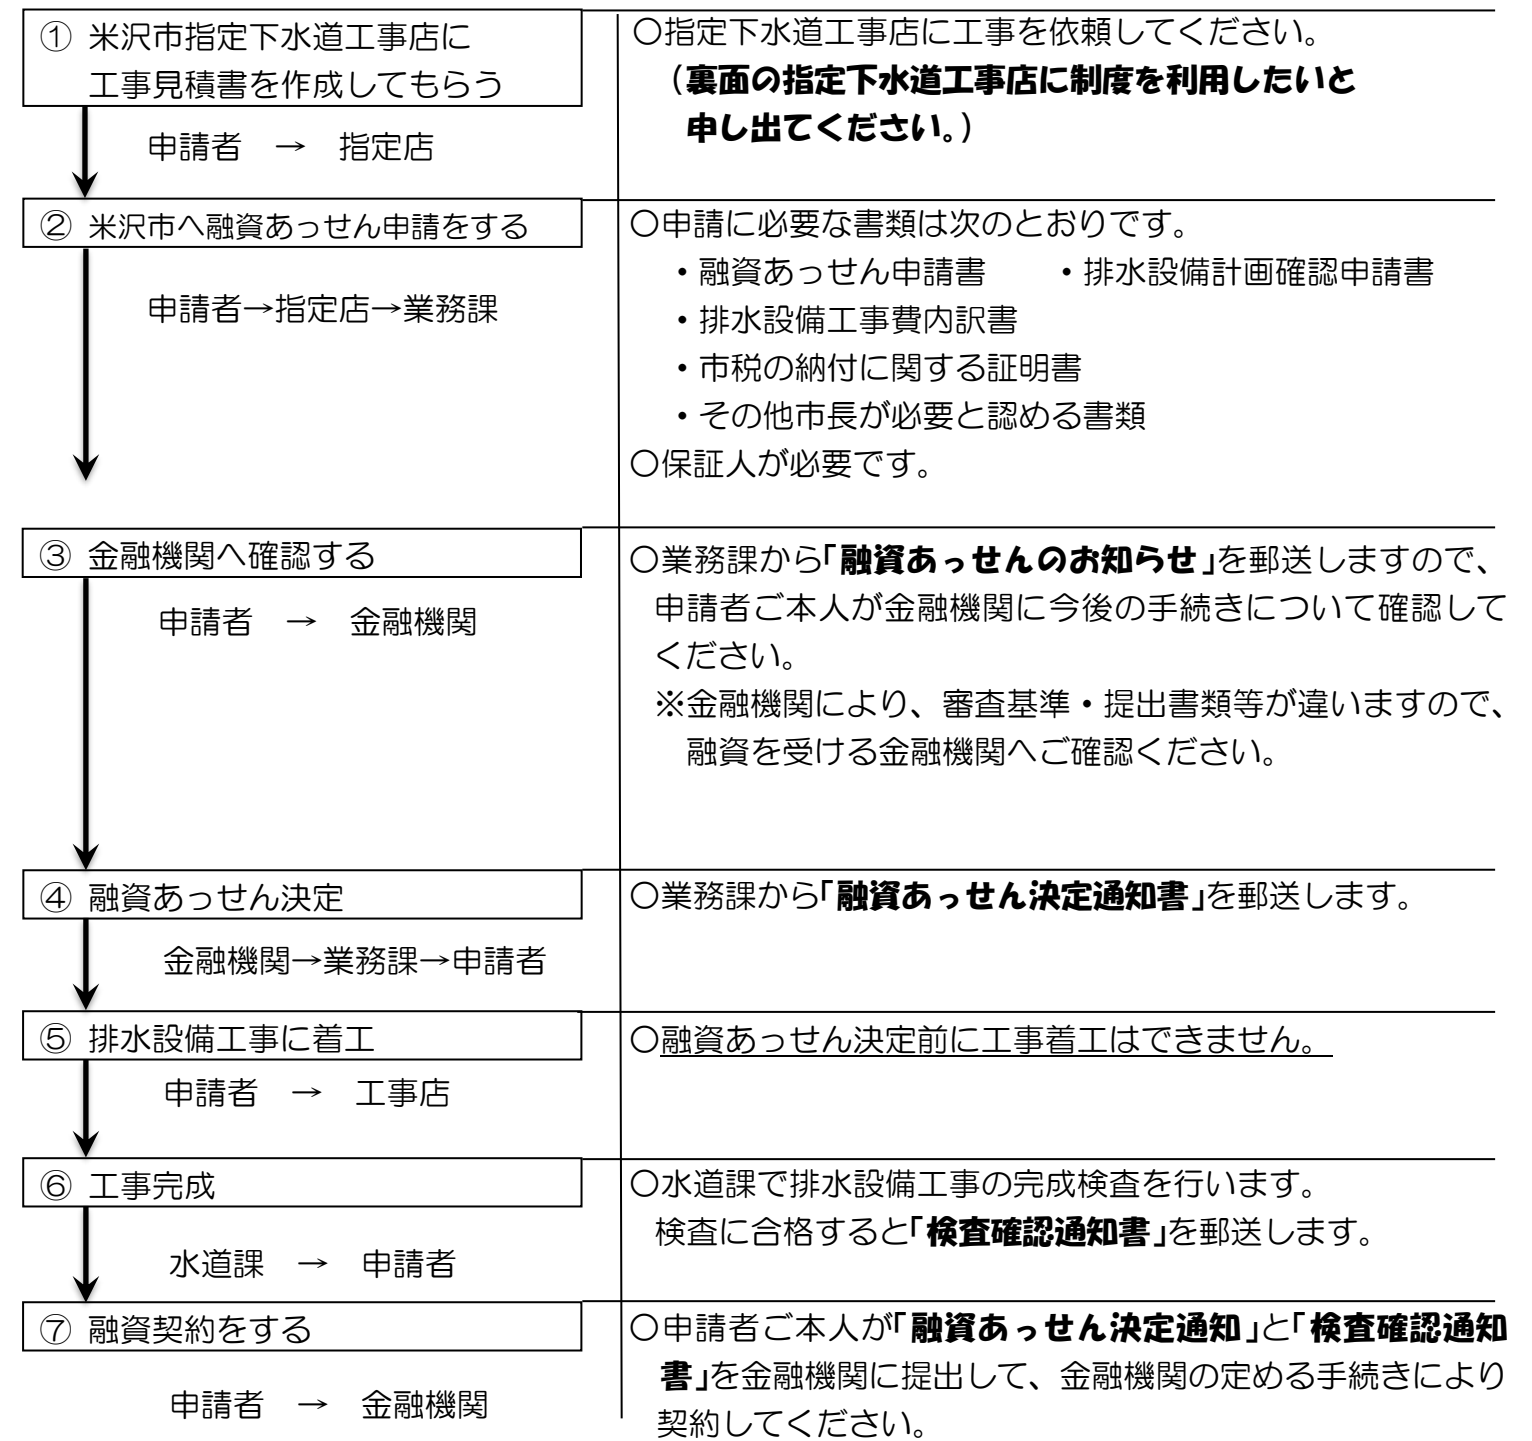 ① 米沢市指定下水道工事店に
工事見積書を作成してもらう
申請者　→　指定店
〇指定下水道工事店に工事を依頼してください。
（裏面の指定下水道工事店に制度を利用したいと
申し出てください。）
② 米沢市へ融資あっせん申請をする
申請者→指定店→業務課
〇申請に必要な書類は次のとおりです。
・融資あっせん申請書　　・排水設備計画確認申請書
・排水設備工事費内訳書
・市税の納付に関する証明書
・その他市長が必要と認める書類
〇保証人が必要です。
③ 金融機関へ確認する
申請者　→　金融機関
〇業務課から「融資あっせんのお知らせ」を郵送しますので、
申請者ご本人が金融機関に今後の手続きについて確認して
ください。
※金融機関により、審査基準・提出書類等が違いますので、
融資を受ける金融機関へご確認ください。
④ 融資あっせん決定
金融機関→業務課→申請者
〇業務課から「融資あっせん決定通知書」を郵送します。
⑤ 排水設備工事に着工
申請者　→　工事店
〇融資あっせん決定前に工事着工はできません。
⑥ 工事完成
水道課　→　申請者
〇水道課で排水設備工事の完成検査を行います。
検査に合格すると「検査確認通知書」を郵送します。
⑦ 融資契約をする
申請者　→　金融機関
〇申請者ご本人が「融資あっせん決定通知」と「検査確認通知
書」を金融機関に提出して、金融機関の定める手続きにより
契約してください。